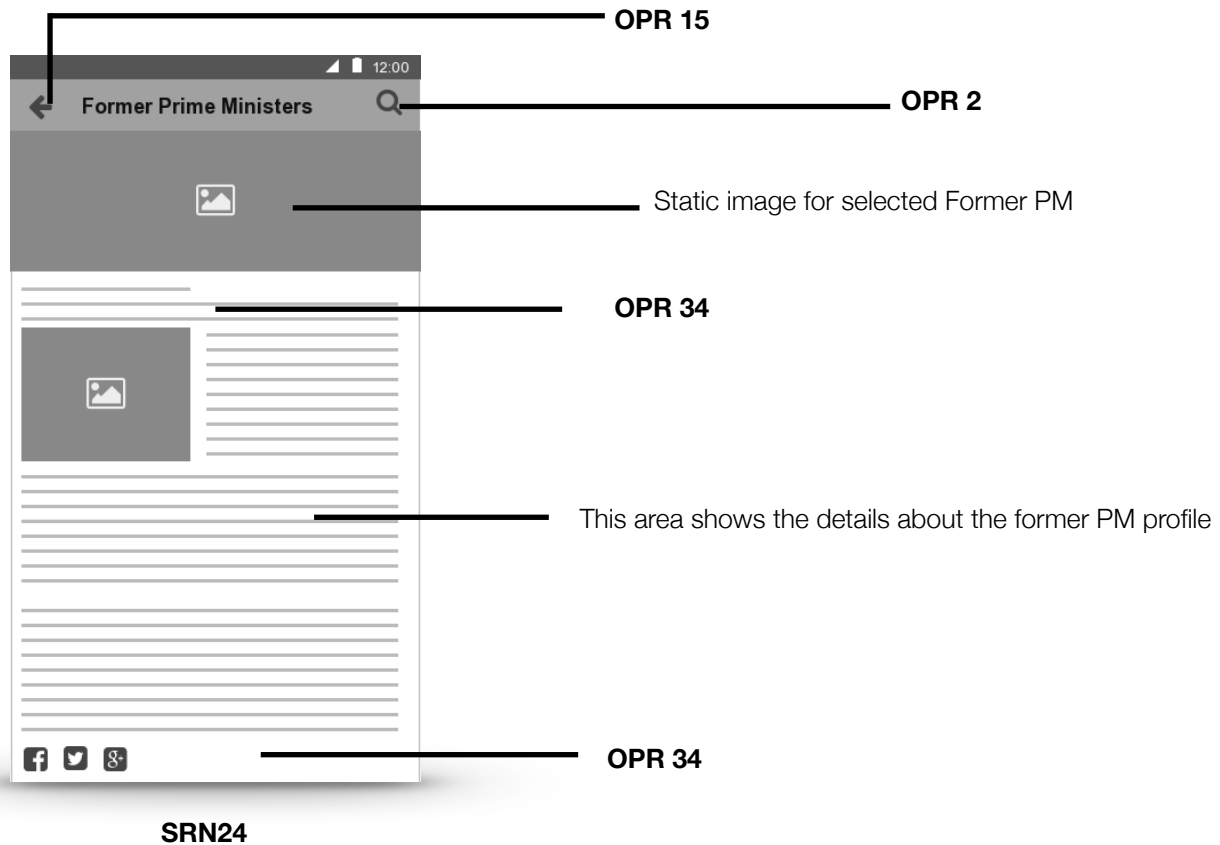 OPR 15
12:00
Former Prime Ministers
OPR 2
Static image for selected Former PM
OPR 34
This area shows the details about the former PM profile
OPR 34
SRN24